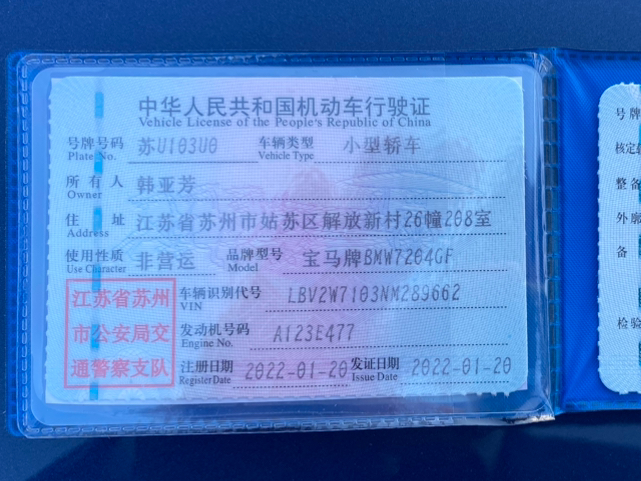 中华人民共和国机动车行驶证
Vehicle License of the People's Republic of China
号牌号码 苏U103U0 车辆类型 小型轿车
Plate No. Vehicle Type
所有人 韩亚芳
Owner
住址 江苏省苏州市姑苏区解放新村26幢208室
Address
使用性质 非营运 品牌型号 宝马牌BMW7204GF
Use Character Model
江苏省苏州
市公安局交
通警察支队
车辆识别代号 LBV2W7103NM289662
VIN
发动机号码 A123E477
Engine No.
注册日期 2022-01-20 发证日期 2022-01-20
Register Date Issue Date
号牌
核定
整备
外廓
备
检验